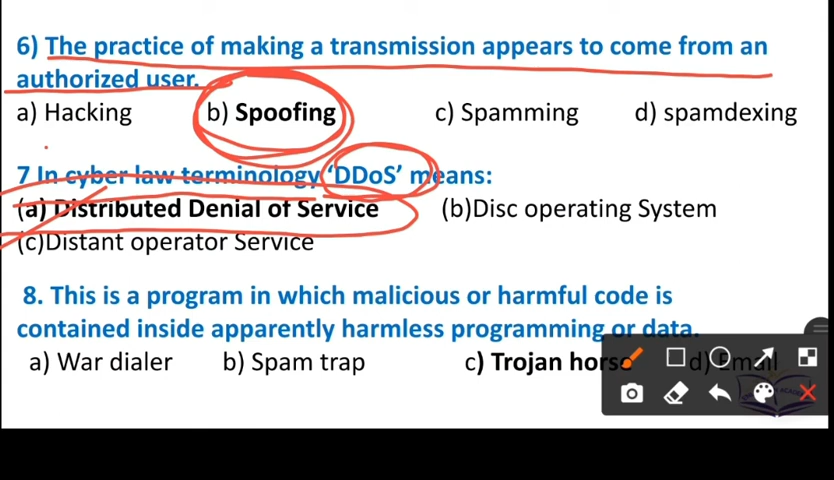 6) The practice of making a transmission appears to come from an
authorized user.
a) Hacking b) Spoofing c) Spamming d) spamdexing
7 In cyber law terminology ‘DDoS’ means:
(a) Distributed Denial of Service (b)Disc operating System
(c)Distant operator Service
8. This is a program in which malicious or harmful code is
contained inside apparently harmless programming or data.
a) War dialer b) Spam trap c) Trojan horse d) Email